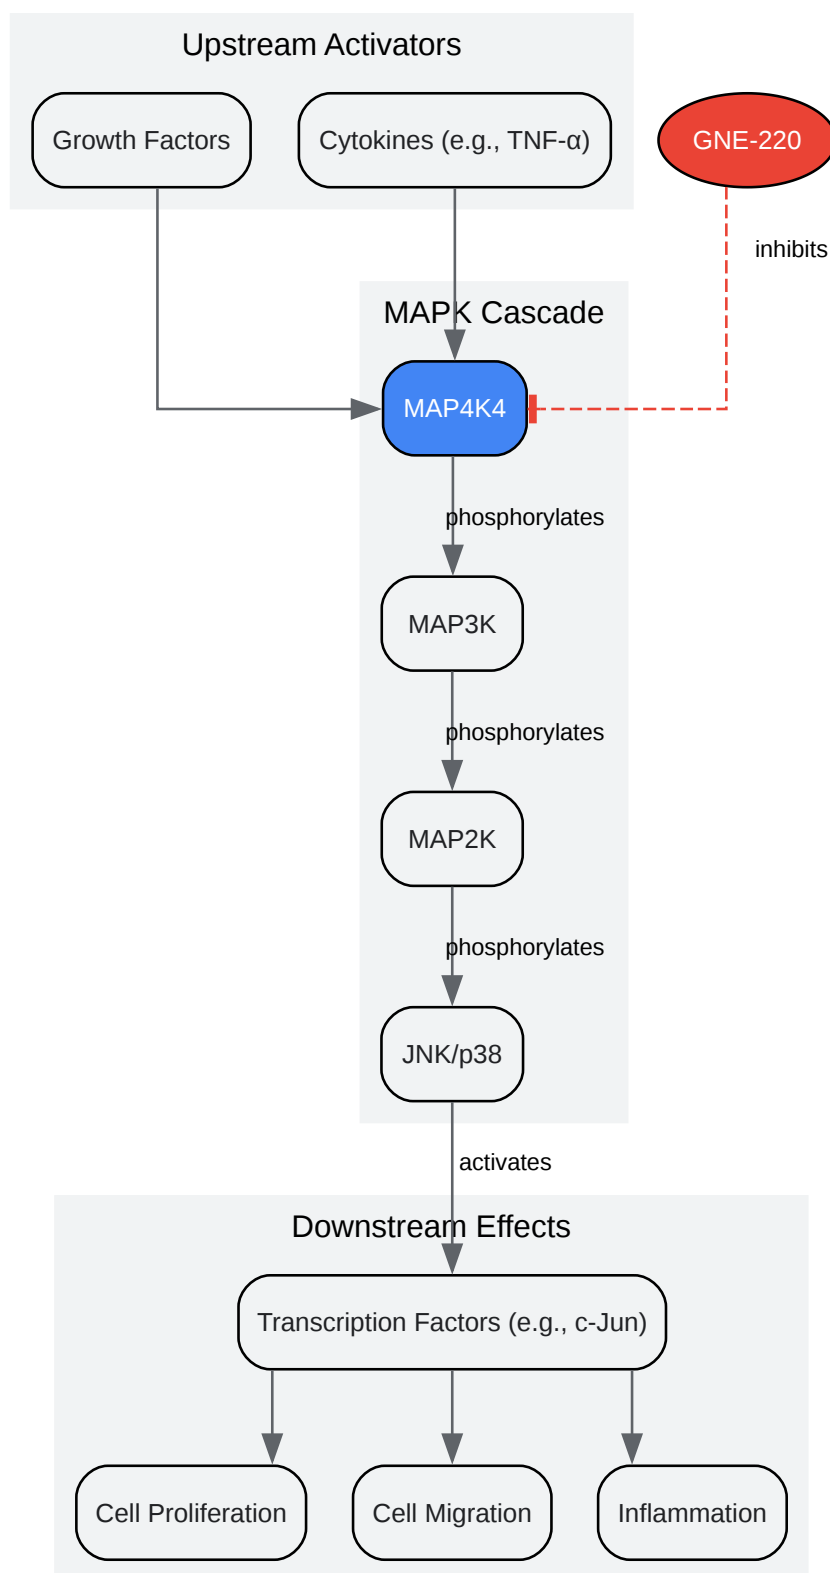 Upstream Activators
Growth Factors
Cytokines (e.g., TNF-α)
GNE-220
inhibits
MAPK Cascade
MAP4K4
phosphorylates
MAP3K
phosphorylates
MAP2K
phosphorylates
JNK/p38
activates
Downstream Effects
Transcription Factors (e.g., c-Jun)
Cell Proliferation
Cell Migration
Inflammation